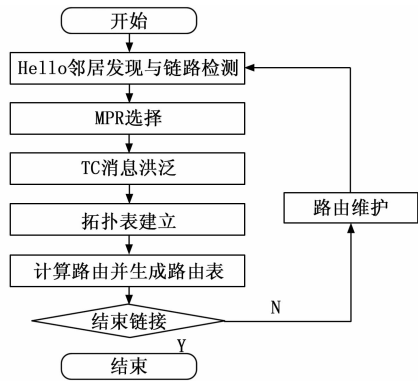 开始
Hello邻居发现与链路检测
MPR选择
TC消息洪泛
拓扑表建立
路由维护
计算路由并生成路由表
结束链接
N
Y
结束